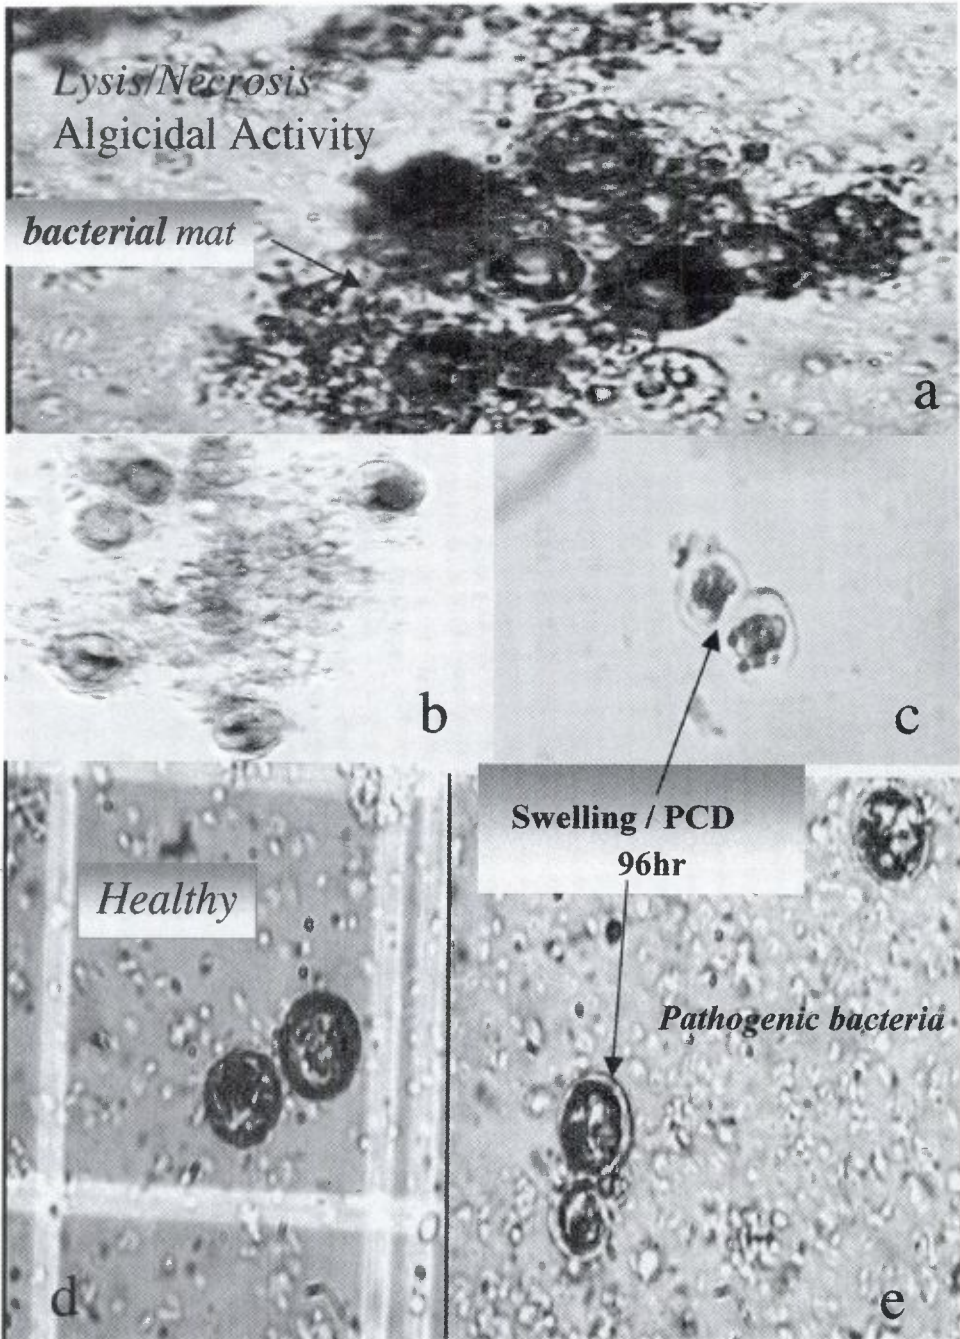 Lysis/Necrosis
Algicidal Activity
bacterial mat
a
b
c
Swelling / PCD
96hr
Healthy
Pathogenic bacteria
d
e